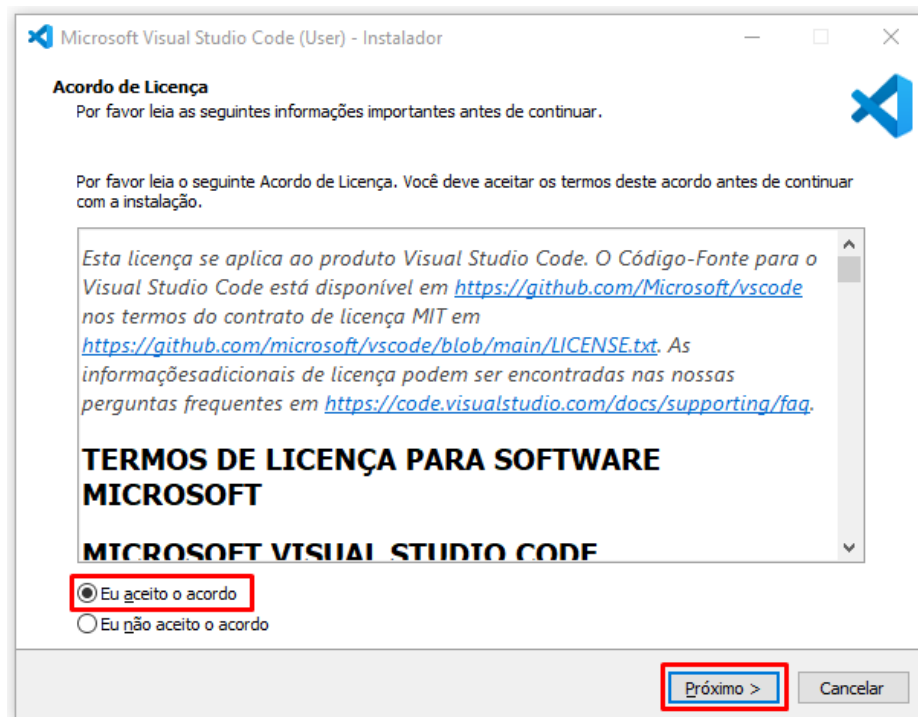 Microsoft Visual Studio Code (User) - Instalador
Acordo de Licença
Por favor leia as seguintes informações importantes antes de continuar.
Por favor leia o seguinte Acordo de Licença. Você deve aceitar os termos deste acordo antes de continuar
com a instalação.
Esta licença se aplica ao produto Visual Studio Code. O Código-Fonte para o
Visual Studio Code está disponível em https://github.com/Microsoft/vscode
nos termos do contrato de licença MIT em
https://github.com/microsoft/vscode/blob/main/LICENSE.txt. As
informaçõesadicionais de licença podem ser encontradas nas nossas
perguntas frequentes em https://code.visualstudio.com/docs/supporting/faq.
TERMOS DE LICENÇA PARA SOFTWARE
MICROSOFT
MICROSOFT VISUAL STUDIO CODE
Eu aceito o acordo
Eu não aceito o acordo
Próximo >
Cancelar